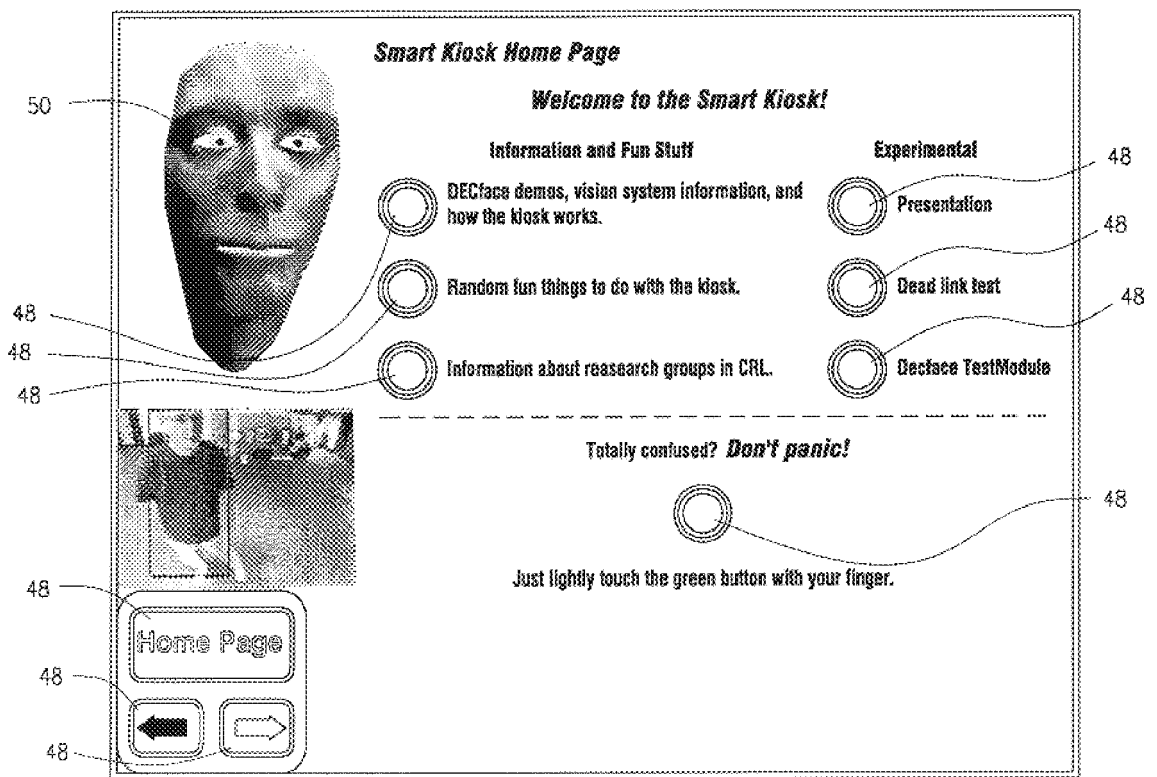 Smart Kiosk Home Page
Welcome to the Smart Kiosk!
50
Information and Fun Stuff
Experimental
48
DECface demos, vision system information, and
how the kiosk works.
Presentation
48
Random fun things to do with the kiosk.
Dead link test
48
48
48
48
Information about reasearch groups in CRL..
Decface TestModule
Totally confused? Don't panic!
48
Just lightly touch the green button with your finger.
48
Home Page
48
48